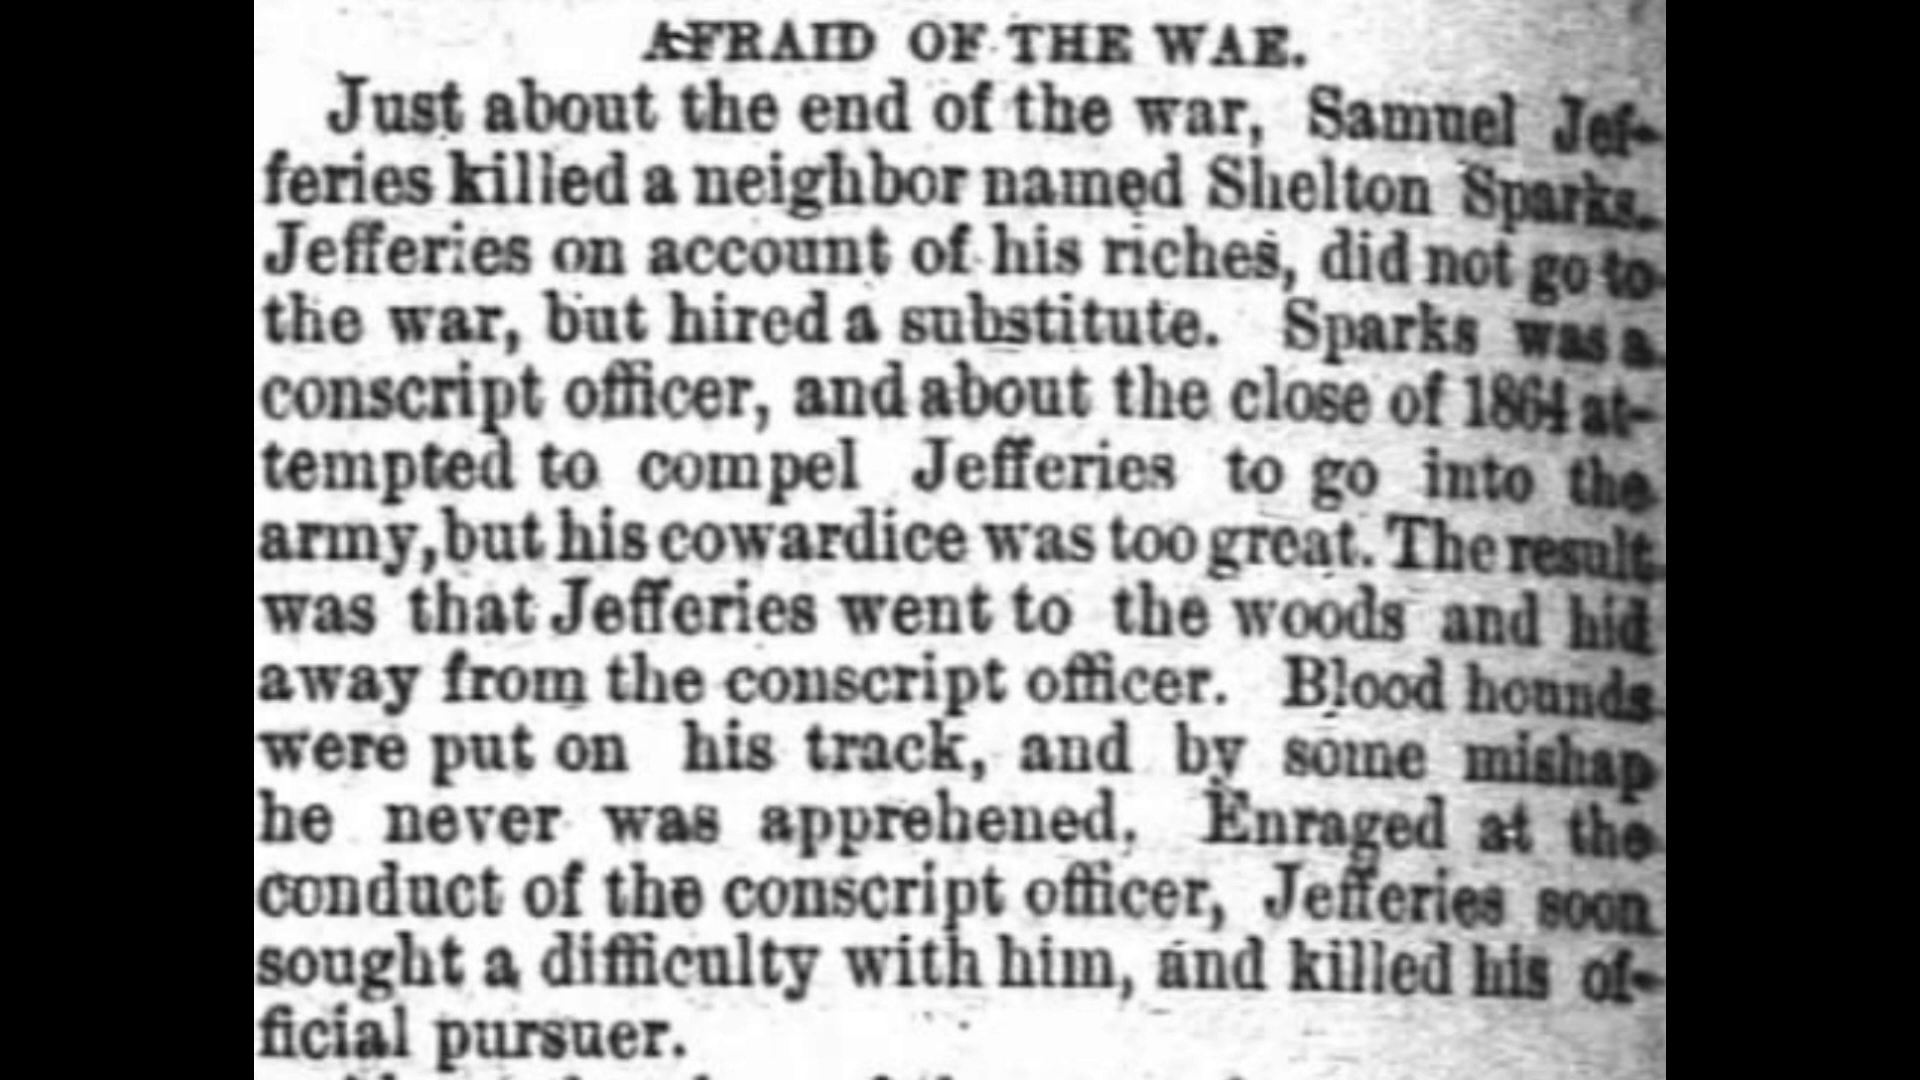 AFRAID OF THE WAE.
Just about the end of the war, Samuel Jef-
feries killed a neighbor named Shelton Sparks.
Jefferies on account of his riches, did not go to
the war, but hired a substitute. Sparks was a
conscript officer, and about the close of 1864 at-
tempted to compel Jefferies to go into the
army, but his cowardice was too great. The result
was that Jefferies went to the woods and hid
away from the conscript officer. Blood hounds
were put on his track, and by some mishap
he never was apprehened. Enraged at the
conduct of the conscript officer, Jefferies soon
sought a difficulty with him, and killed his of-
ficial pursuer.